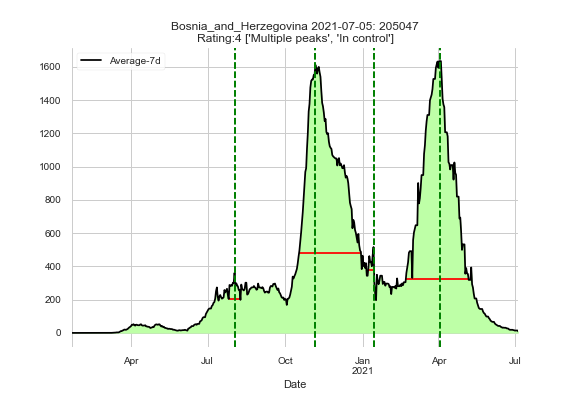 Bosnia_and_Herzegovina 2021-07-05: 205047
Rating:4 ['Multiple peaks', 'In control']
Average-7d
1600
1400
1200
1000
800
600
400
200
0
Apr Jul Oct Jan Apr Jul
2021
Date